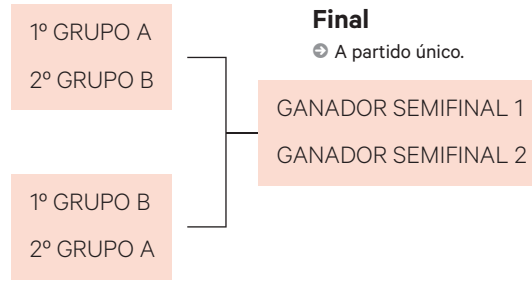 1º GRUPO A
2º GRUPO B
Final
A partido único.
GANADOR SEMIFINAL 1
GANADOR SEMIFINAL 2
1º GRUPO B
2º GRUPO A